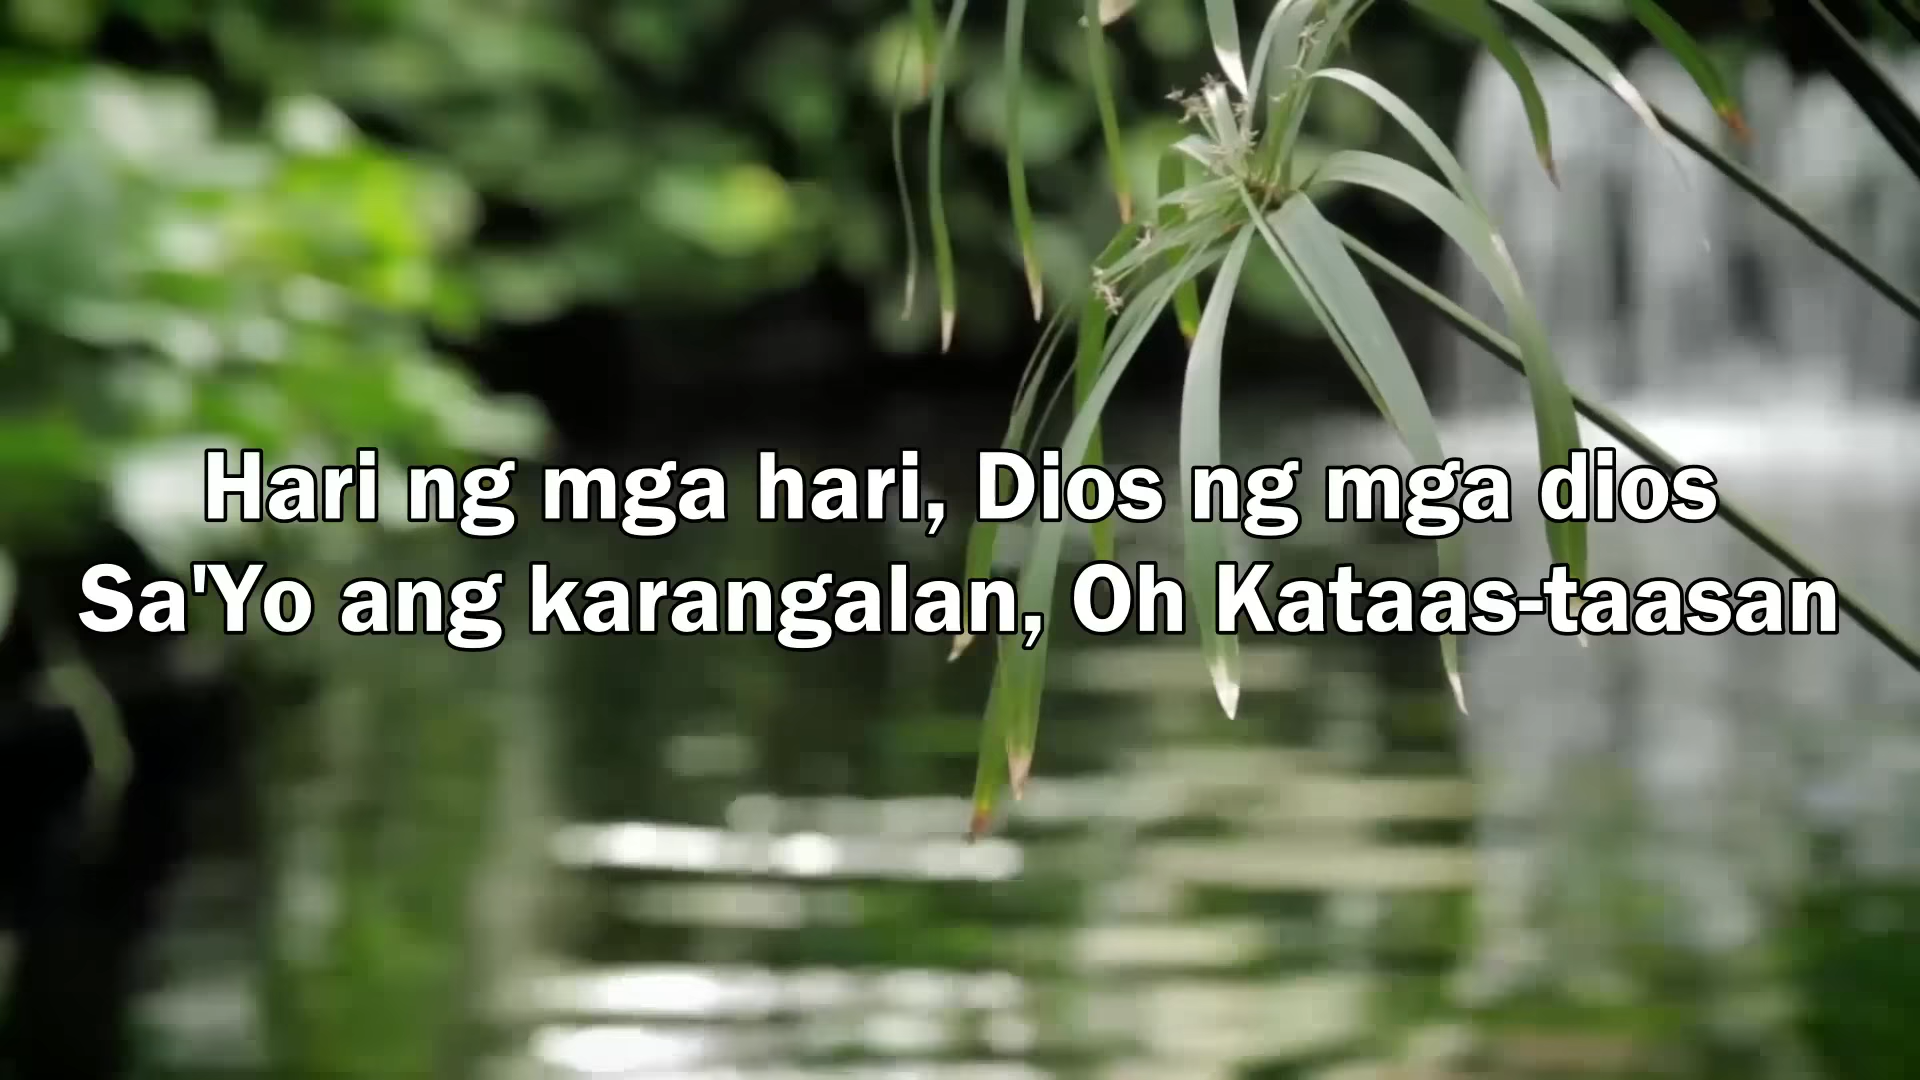 Hari ng mga hari, Dios ng mga dios
Sa'Yo ang karangalan, Oh Kataas-taasan